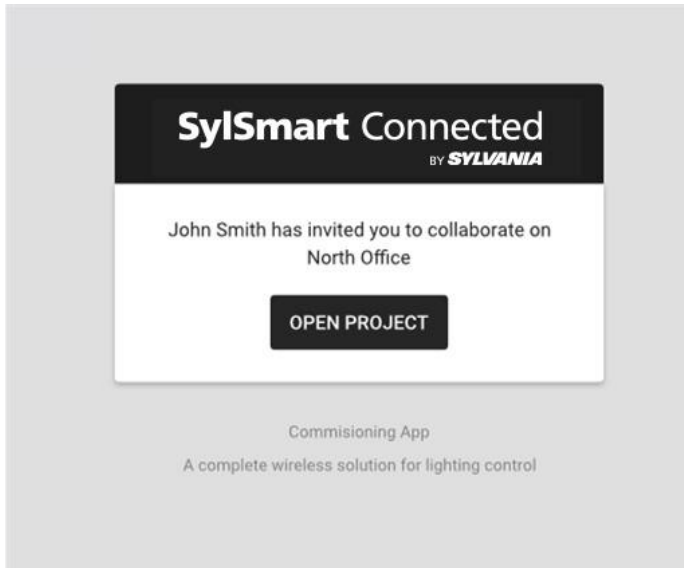 SylSmart Connected
BY SYLVANIA
John Smith has invited you to collaborate on
North Office
OPEN PROJECT
Commisioning App
A complete wireless solution for lighting control